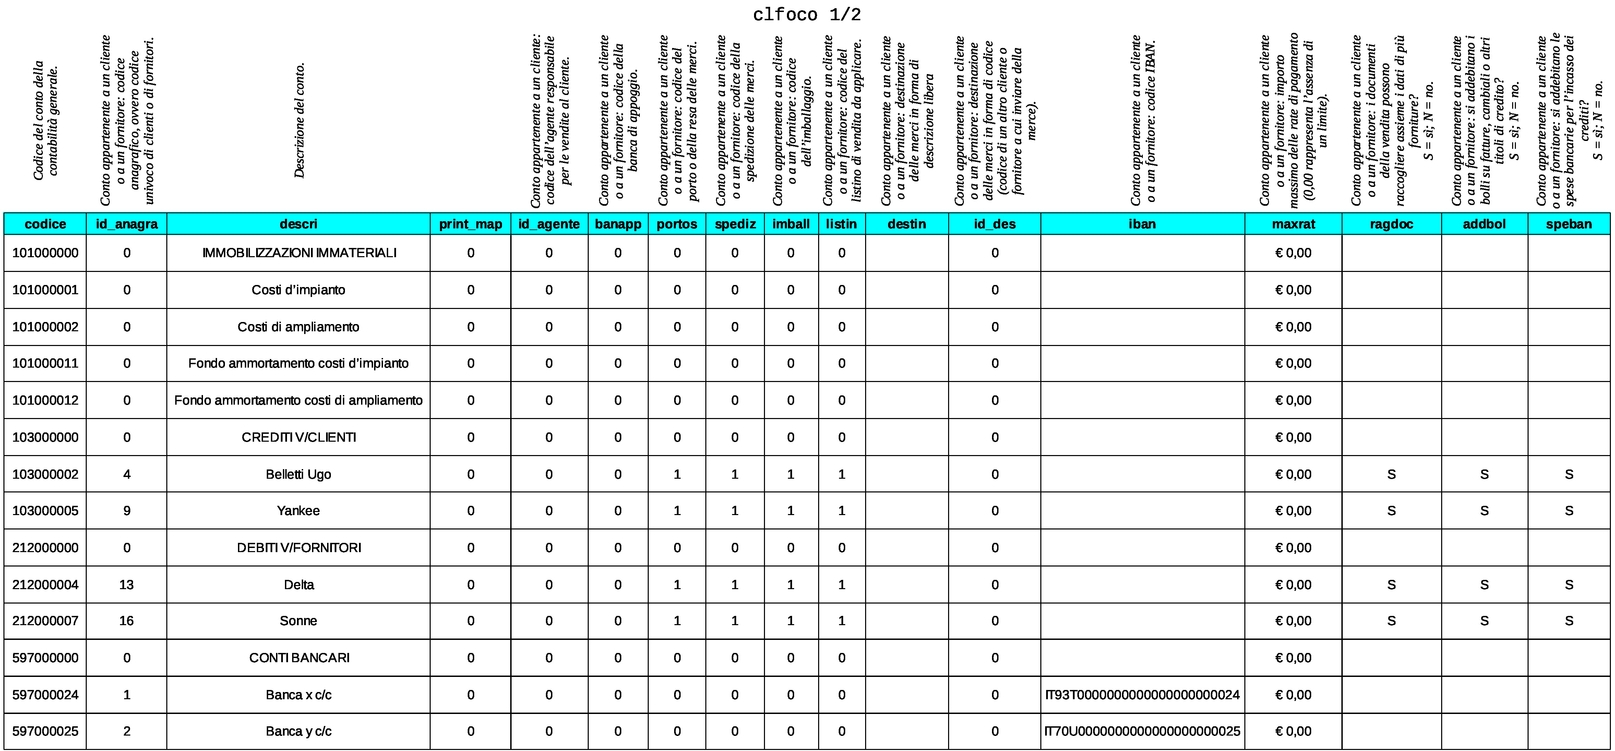 clfoco 1/2
Codice del conto della
contabilità generale.
Conto appartenente a un cliente
o a un fornitore: codice
anagrafico, ovvero codice
univoco di clienti o di fornitori.
Descrizione del conto.
Conto appartenente a un cliente:
codice dell'agente responsabile
per le vendite al cliente.
Conto appartenente a un cliente
o a un fornitore: codice della
banca di appoggio.
Conto appartenente a un cliente
o a un fornitore: codice del
porto o della resa delle merci.
Conto appartenente a un cliente
o a un fornitore: codice della
spedizione delle merci.
Conto appartenente a un cliente
o a un fornitore: codice
dell'imballaggio.
Conto appartenente a un cliente
o a un fornitore: codice del
listino di vendita da applicare.
Conto appartenente a un cliente
o a un fornitore: destinazione
delle merci in forma di
descrizione libera
Conto appartenente a un cliente
o a un fornitore: destinazione
delle merci in forma di codice
(codice di un altro cliente o
fornitore a cui inviare della
merce).
Conto appartenente a un cliente
o a un fornitore: codice IBAN.
Conto appartenente a un cliente
o a un fornitore: importo
massimo delle rate di pagamento
(0,00 rappresenta l'assenza di
un limite).
Conto appartenente a un cliente
o a un fornitore: i documenti
della vendita possono
raccogliere assieme i dati di più
forniture?
S = sì; N = no.
Conto appartenente a un cliente
o a un fornitore: si addebitano i
bolli su fatture, cambiali o altri
titoli di credito?
S = sì; N = no.
Conto appartenente a un cliente
o a un fornitore: si addebitano le
spese bancarie per l'incasso dei
crediti?
S = sì; N = no.
codice id_anagra descri print_map id_agente banapp portos spediz imball listin destin id_des iban maxrat ragdoc addbol speban
101000000 0 IMMOBILIZZAZIONI IMMATERIALI 0 0 0 0 0 0 0 0 € 0,00
101000001 0 Costi d'impianto 0 0 0 0 0 0 0 0 € 0,00
101000002 0 Costi di ampliamento 0 0 0 0 0 0 0 0 € 0,00
101000011 0 Fondo ammortamento costi d'impianto 0 0 0 0 0 0 0 0 € 0,00
101000012 0 Fondo ammortamento costi di ampliamento 0 0 0 0 0 0 0 0 € 0,00
103000000 0 CREDITI V/CLIENTI 0 0 0 0 0 0 0 0 € 0,00
103000002 4 Belletti Ugo 0 0 0 1 1 1 1 0 € 0,00 S S S
103000005 9 Yankee 0 0 0 1 1 1 1 0 € 0,00 S S S
212000000 0 DEBITI V/FORNITORI 0 0 0 0 0 0 0 0 € 0,00
212000004 13 Delta 0 0 0 1 1 1 1 0 € 0,00 S S S
212000007 16 Sonne 0 0 0 1 1 1 1 0 € 0,00 S S S
597000000 0 CONTI BANCARI 0 0 0 0 0 0 0 0 € 0,00
597000024 1 Banca x c/c 0 0 0 0 0 0 0 0 IT93T0000000000000000000024 € 0,00
597000025 2 Banca y c/c 0 0 0 0 0 0 0 0 IT70U0000000000000000000025 € 0,00